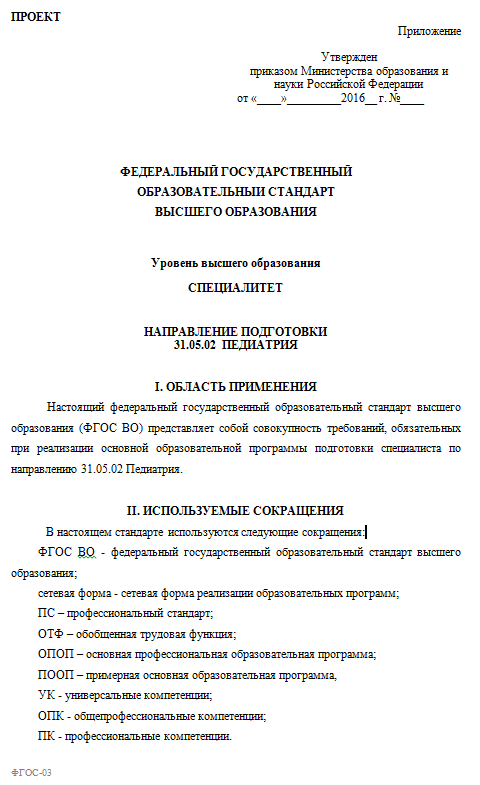 ПРОЕКТ
Приложение
Утвержден
приказом Министерства образования и
науки Российской Федерации
от «____»_________2016__ г. №____
ФЕДЕРАЛЬНЫЙ ГОСУДАРСТВЕННЫЙ
ОБРАЗОВАТЕЛЬНЫЙ СТАНДАРТ
ВЫСШЕГО ОБРАЗОВАНИЯ
Уровень высшего образования
СПЕЦИАЛИТЕТ
НАПРАВЛЕНИЕ ПОДГОТОВКИ
31.05.02 ПЕДИАТРИЯ
I. ОБЛАСТЬ ПРИМЕНЕНИЯ
Настоящий федеральный государственный образовательный стандарт высшего
образования (ФГОС ВО) представляет собой совокупность требований, обязательных
при реализации основной образовательной программы подготовки специалиста по
направлению 31.05.02 Педиатрия.
II. ИСПОЛЬЗУЕМЫЕ СОКРАЩЕНИЯ
В настоящем стандарте используются следующие сокращения:
ФГОС ВО - федеральный государственный образовательный стандарт высшего
образования;
сетевая форма - сетевая форма реализации образовательных программ;
ПС – профессиональный стандарт;
ОТФ – обобщенная трудовая функция;
ОПОП – основная профессиональная образовательная программа;
ПООП – примерная основная образовательная программа,
УК - универсальные компетенции;
ОПК - общепрофессиональные компетенции;
ПК - профессиональные компетенции.
ФГОС-03